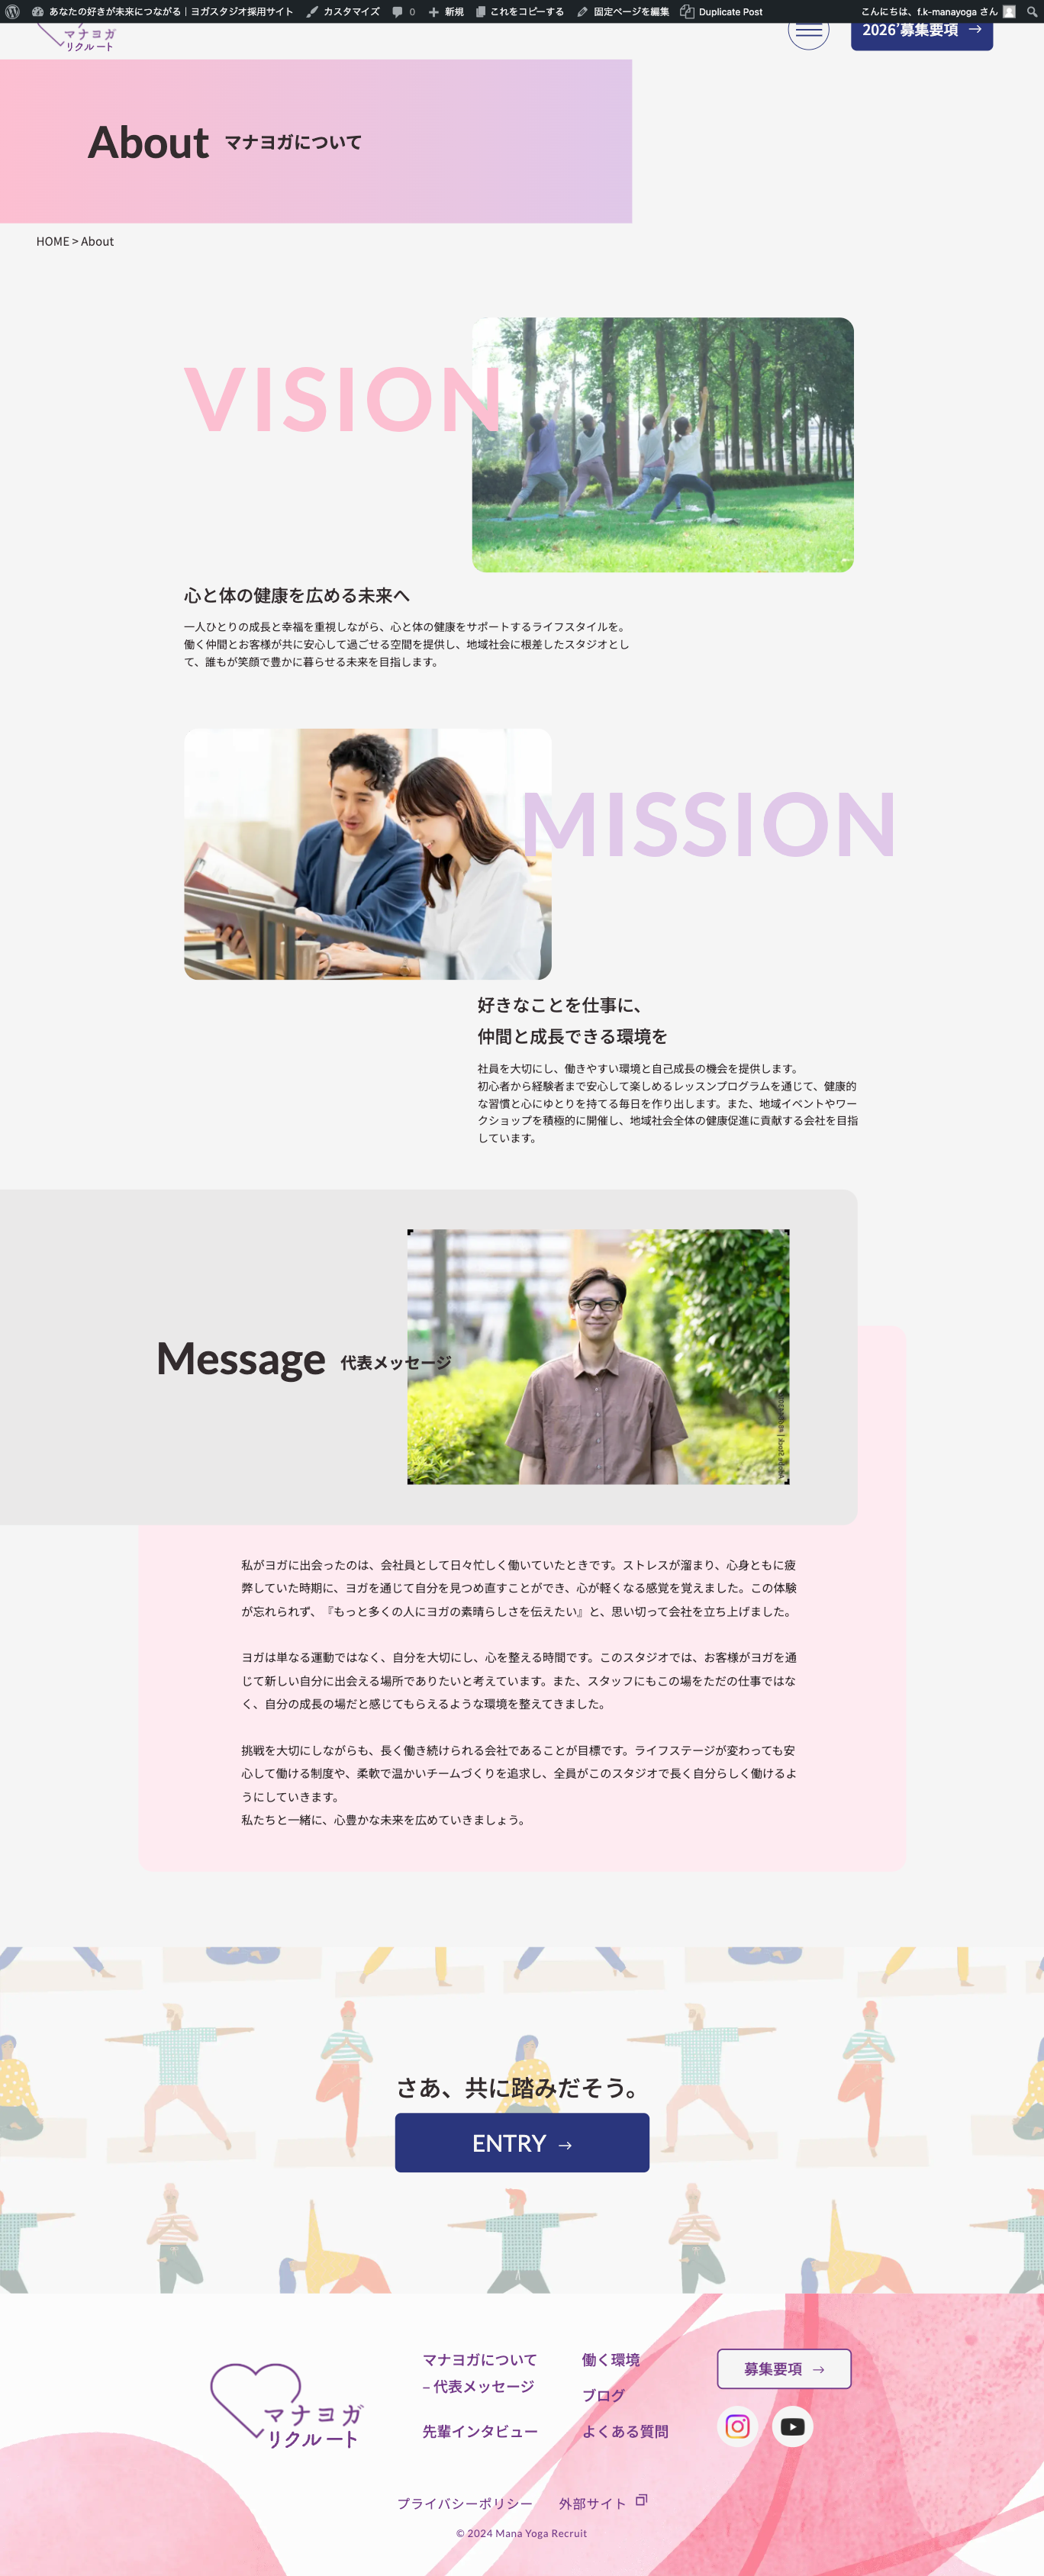 あなたの好きが未来につながる｜ヨガスタジオ採用サイト カスタマイズ 0 新規 これをコピーする 固定ページを編集 Duplicate Post こんにちは、f.k-manayoga さん
マナヨガ
リクルート
2026’募集要項 →
About マナヨガについて
HOME > About
VISION
心と体の健康を広める未来へ
一人ひとりの成長と幸福を重視しながら、心と体の健康をサポートするライフスタイルを。
働く仲間とお客様が共に安心して過ごせる空間を提供し、地域社会に根差したスタジオとし
て、誰もが笑顔で豊かに暮らせる未来を目指します。
MISSION
好きなことを仕事に、
仲間と成長できる環境を
社員を大切にし、働きやすい環境と自己成長の機会を提供します。
初心者から経験者まで安心して楽しめるレッスンプログラムを通じて、健康的
な習慣と心にゆとりを持てる毎日を作り出します。また、地域イベントやワー
クショップを積極的に開催し、地域社会全体の健康促進に貢献する会社を目指
しています。
Message 代表メッセージ
私がヨガに出会ったのは、会社員として日々忙しく働いていたときです。ストレスが溜まり、心身ともに疲
弊していた時期に、ヨガを通じて自分を見つめ直すことができ、心が軽くなる感覚を覚えました。この体験
が忘れられず、『もっと多くの人にヨガの素晴らしさを伝えたい』と、思い切って会社を立ち上げました。
ヨガは単なる運動ではなく、自分を大切にし、心を整える時間です。このスタジオでは、お客様がヨガを通
じて新しい自分に出会える場所でありたいと考えています。また、スタッフにもこの場をただの仕事ではな
く、自分の成長の場だと感じてもらえるような環境を整えてきました。
挑戦を大切にしながらも、長く働き続けられる会社であることが目標です。ライフステージが変わっても安
心して働ける制度や、柔軟で温かいチームづくりを追求し、全員がこのスタジオで長く自分らしく働けるよ
うにしていきます。
私たちと一緒に、心豊かな未来を広めていきましょう。
さあ、共に踏みだそう。
ENTRY →
マナヨガ
リクルート
マナヨガについて
– 代表メッセージ
先輩インタビュー
働く環境
ブログ
よくある質問
募集要項 →
プライバシーポリシー 外部サイト
© 2024 Mana Yoga Recruit